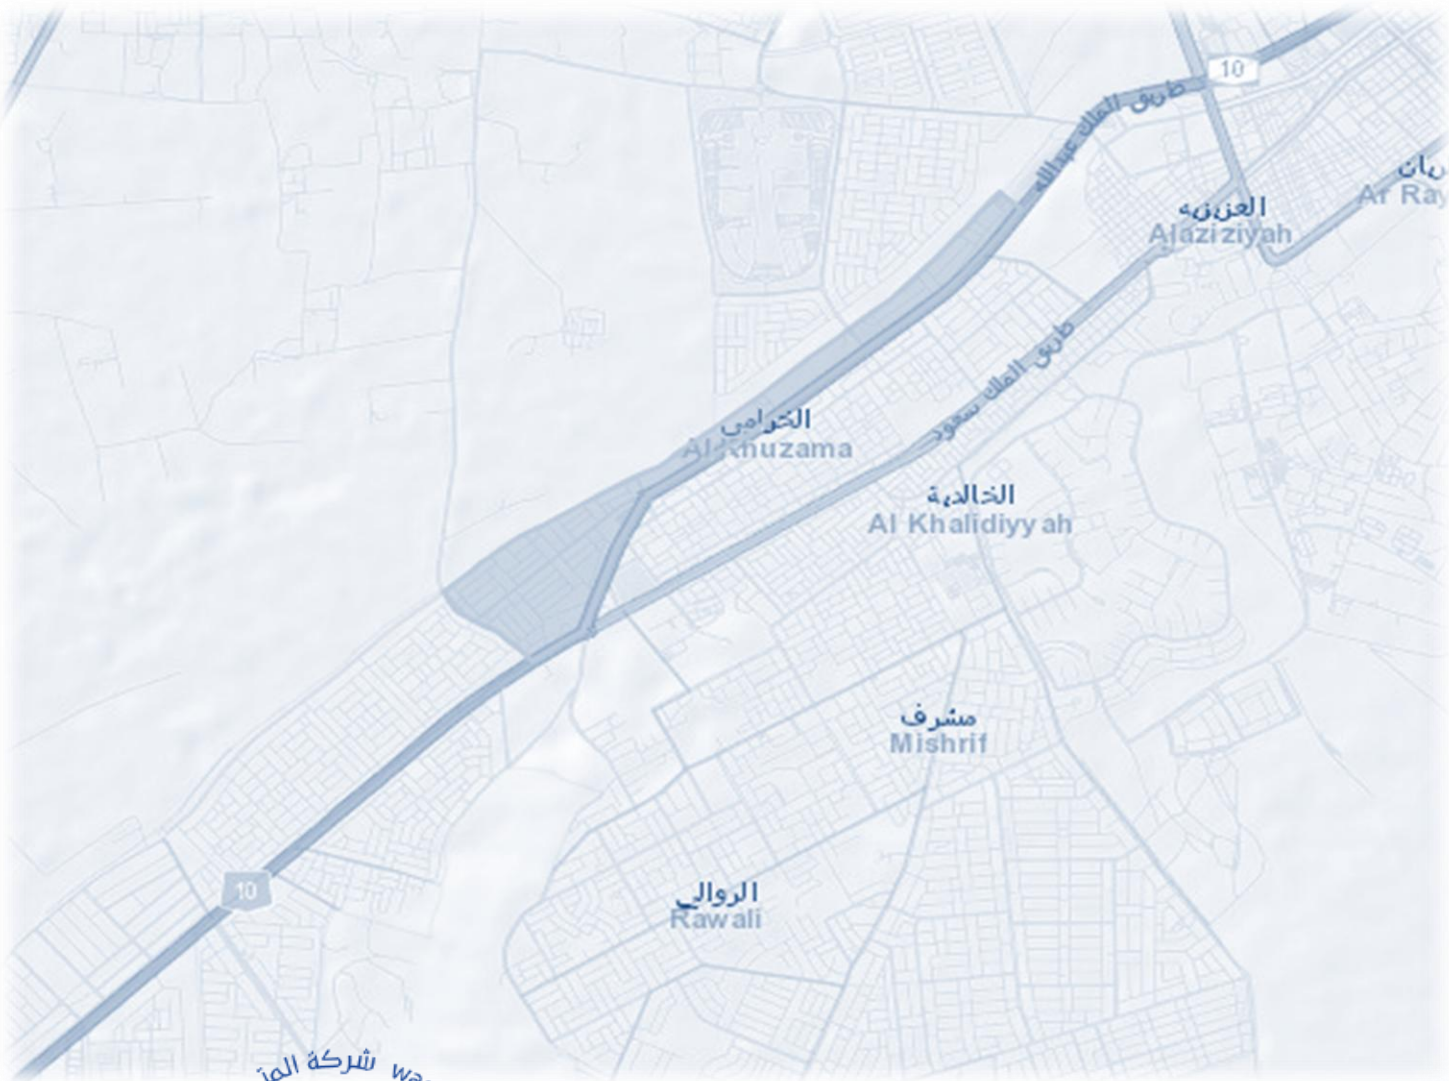 10
طريق الملك عبدالله
العزيزيه
Alaziziyah
طريق الملك سعود
الخزامى
Al Khuzama
الخالدية
Al Khalidiyyah
مشرف
Mishrif
10
الروالي
Rawali
شركة